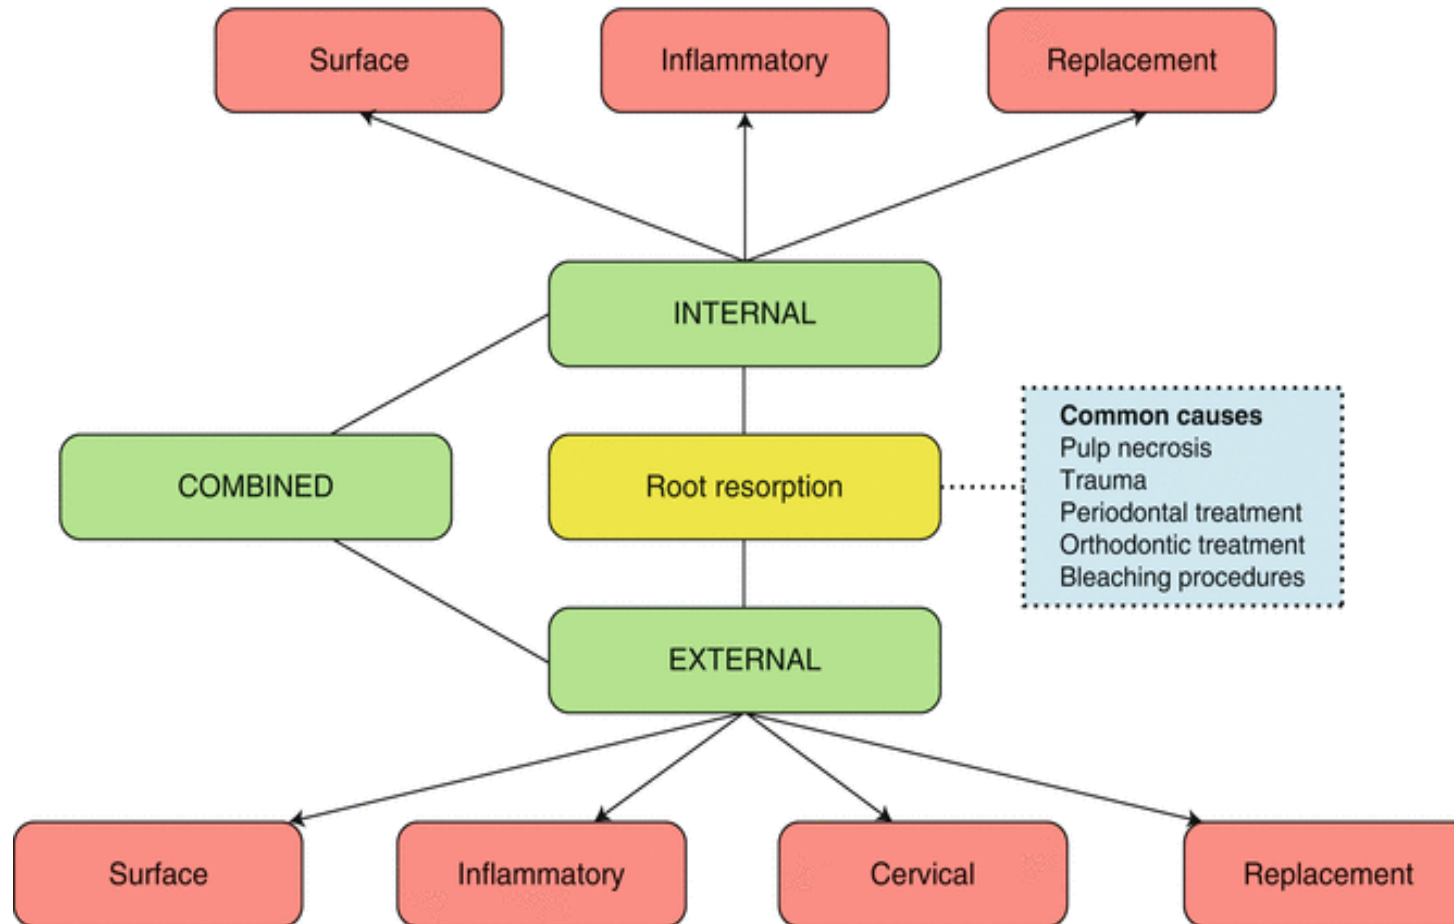 Surface
Inflammatory
Replacement
INTERNAL
COMBINED
Root resorption
Common causes
Pulp necrosis
Trauma
Periodontal treatment
Orthodontic treatment
Bleaching procedures
EXTERNAL
Surface
Inflammatory
Cervical
Replacement